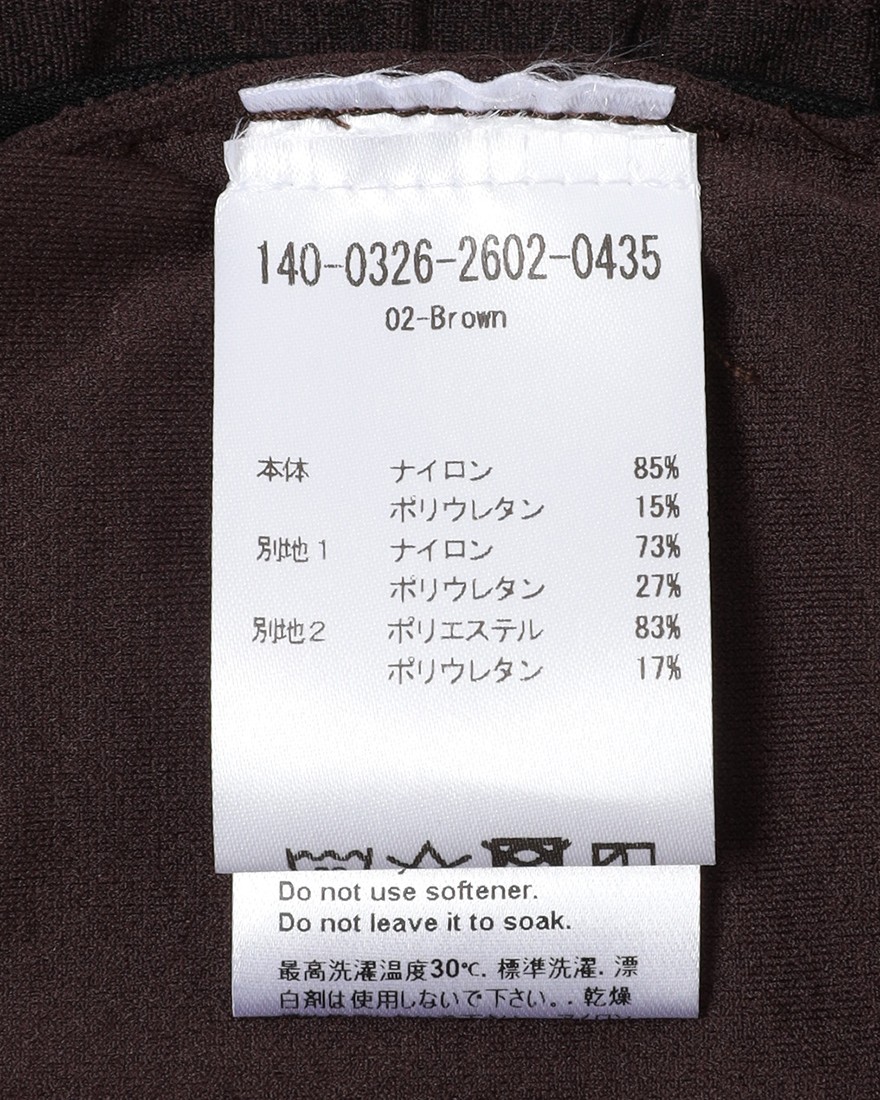 140-0326-2602-0435
02-Brown
本体 ナイロン 85%
ポリウレタン 15%
別地1 ナイロン 73%
ポリウレタン 27%
別地2 ポリエステル 83%
ポリウレタン 17%
Do not use softener.
Do not leave it to soak.
最高洗濯温度30℃. 標準洗濯. 漂
白剤は使用しないで下さい。. 乾燥